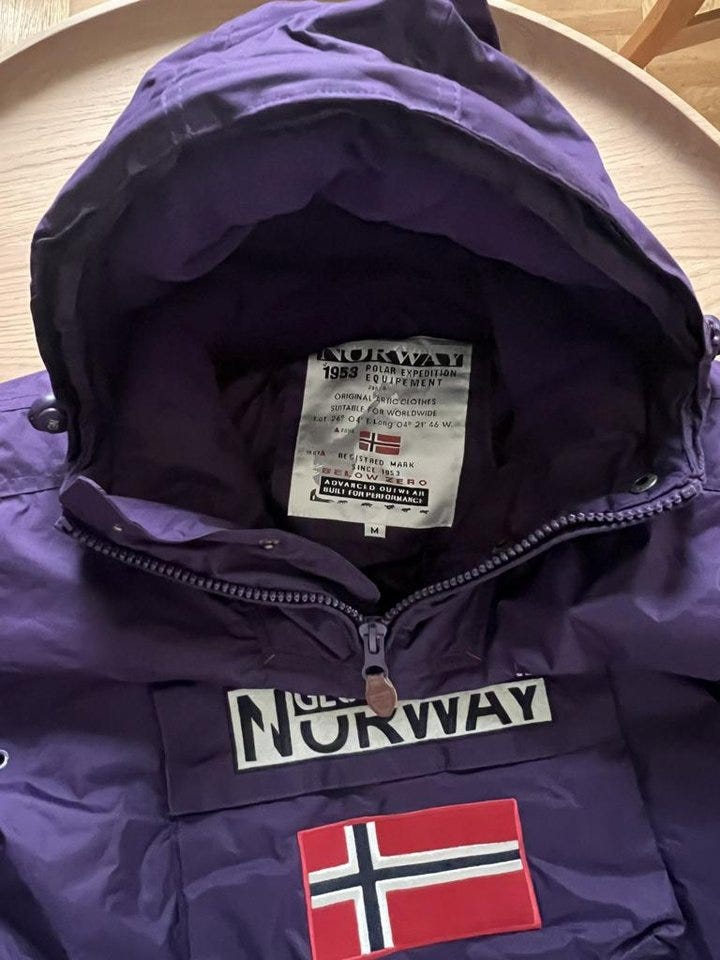 NORWAY
1953 POLAR EXPEDITION
EQUIPEMENT
ORIGINAL ARTIC CLOTHES
SUITABLE FOR WORLDWIDE
REGISTRED MARK
SINCE 1953
BELOW ZERO
ADVANCED OUTWEAR
BUILT FOR PERFORMANCE
M
NORWAY